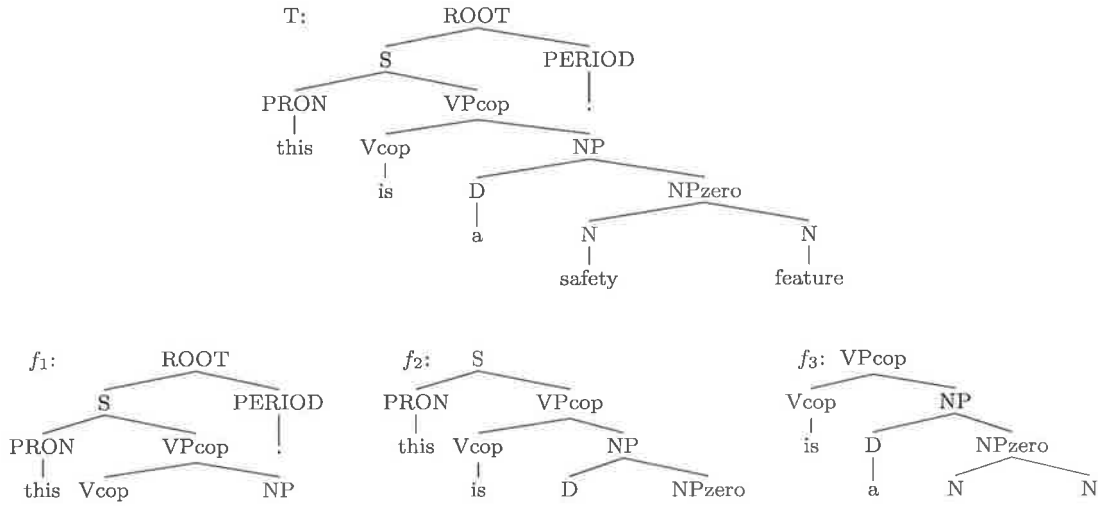 T: ROOT
S PERIOD
PRON VPcop .
this Vcop NP
is D NPzero
a N N
safety feature
f1: ROOT f2: S f3: VPcop
S PERIOD PRON VPcop Vcop NP
PRON VPcop . this Vcop NP is D NPzero
this Vcop NP is D NPzero a N N